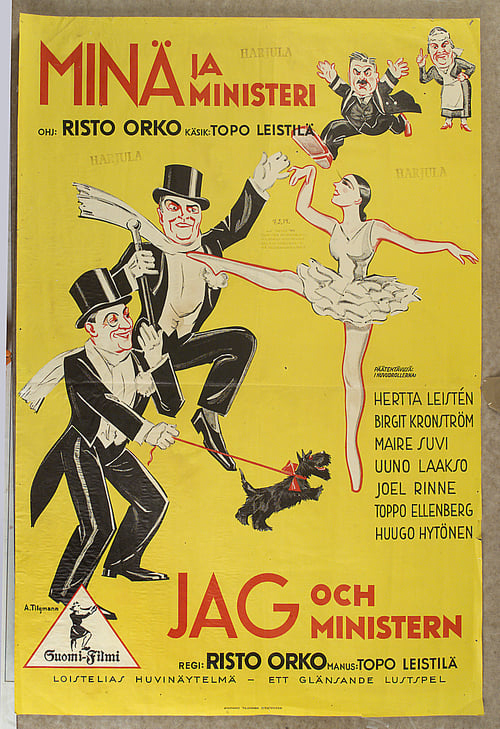 HARJULA
MINÄ JA MINISTERI
OHJ: RISTO ORKO KÄSIK: TOPO LEISTILÄ
HARJULA
HARJULA
PÄÄTEHTÄVISSÄ:
I HUVUDROLLERNA:
HERTTA LEISTÉN
BIRGIT KRONSTRÖM
MAIRE SUVI
UUNO LAAKSO
JOEL RINNE
TOPPO ELLENBERG
HUUGO HYTÖNEN
A. Tilgmann
Suomi-Filmi
JAG OCH MINISTERN
REGI: RISTO ORKO MANUS: TOPO LEISTILÄ
LOISTELIAS HUVINÄYTELMÄ – ETT GLÄNSANDE LUSTSPEL